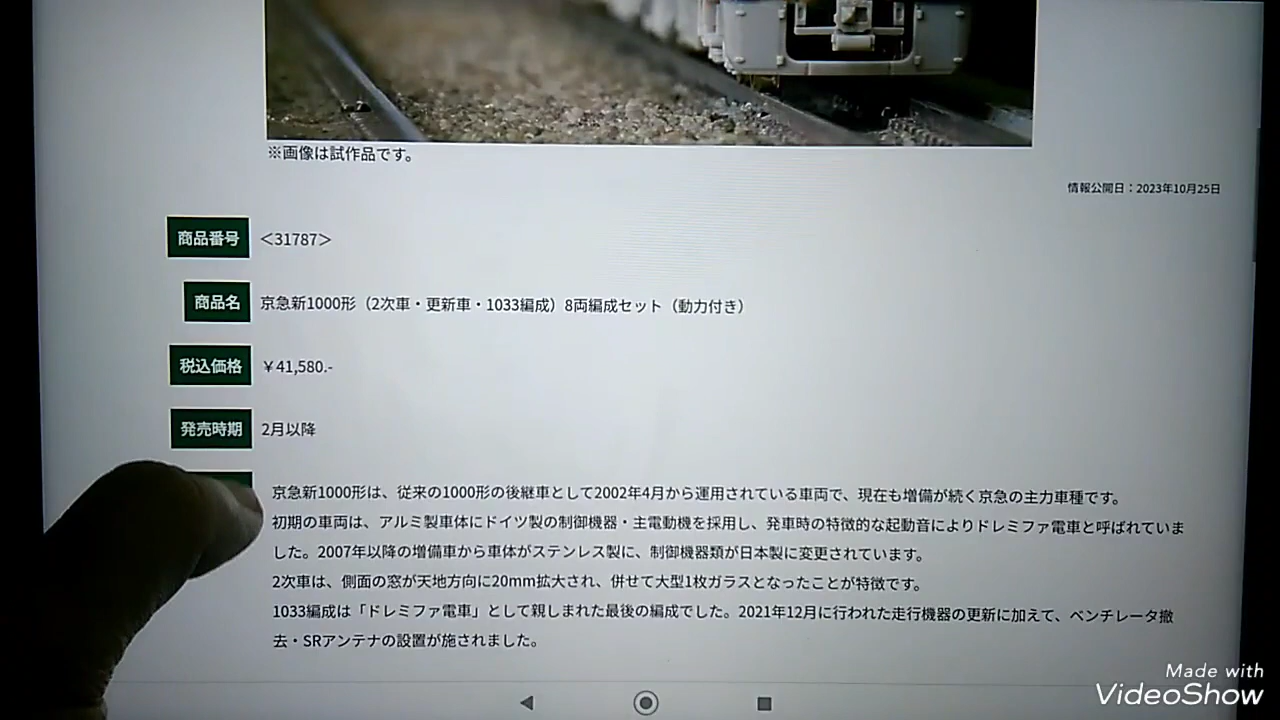 ※画像は試作品です。
情報公開日：2023年10月25日
商品番号 ＜31787＞
商品名 京急新1000形（2次車・更新車・1033編成）8両編成セット（動力付き）
税込価格 ￥41,580.-
発売時期 2月以降
京急新1000形は、従来の1000形の後継車として2002年4月から運用されている車両で、現在も増備が続く京急の主力車種です。
初期の車両は、アルミ製車体にドイツ製の制御機器・主電動機を採用し、発車時の特徴的な起動音によりドレミファ電車と呼ばれていま
した。2007年以降の増備車から車体がステンレス製に、制御機器類が日本製に変更されています。
2次車は、側面の窓が天地方向に20mm拡大され、併せて大型1枚ガラスとなったことが特徴です。
1033編成は「ドレミファ電車」として親しまれた最後の編成でした。2021年12月に行われた走行機器の更新に加えて、ベンチレータ撤
去・SRアンテナの設置が施されました。
Made with
VideoShow